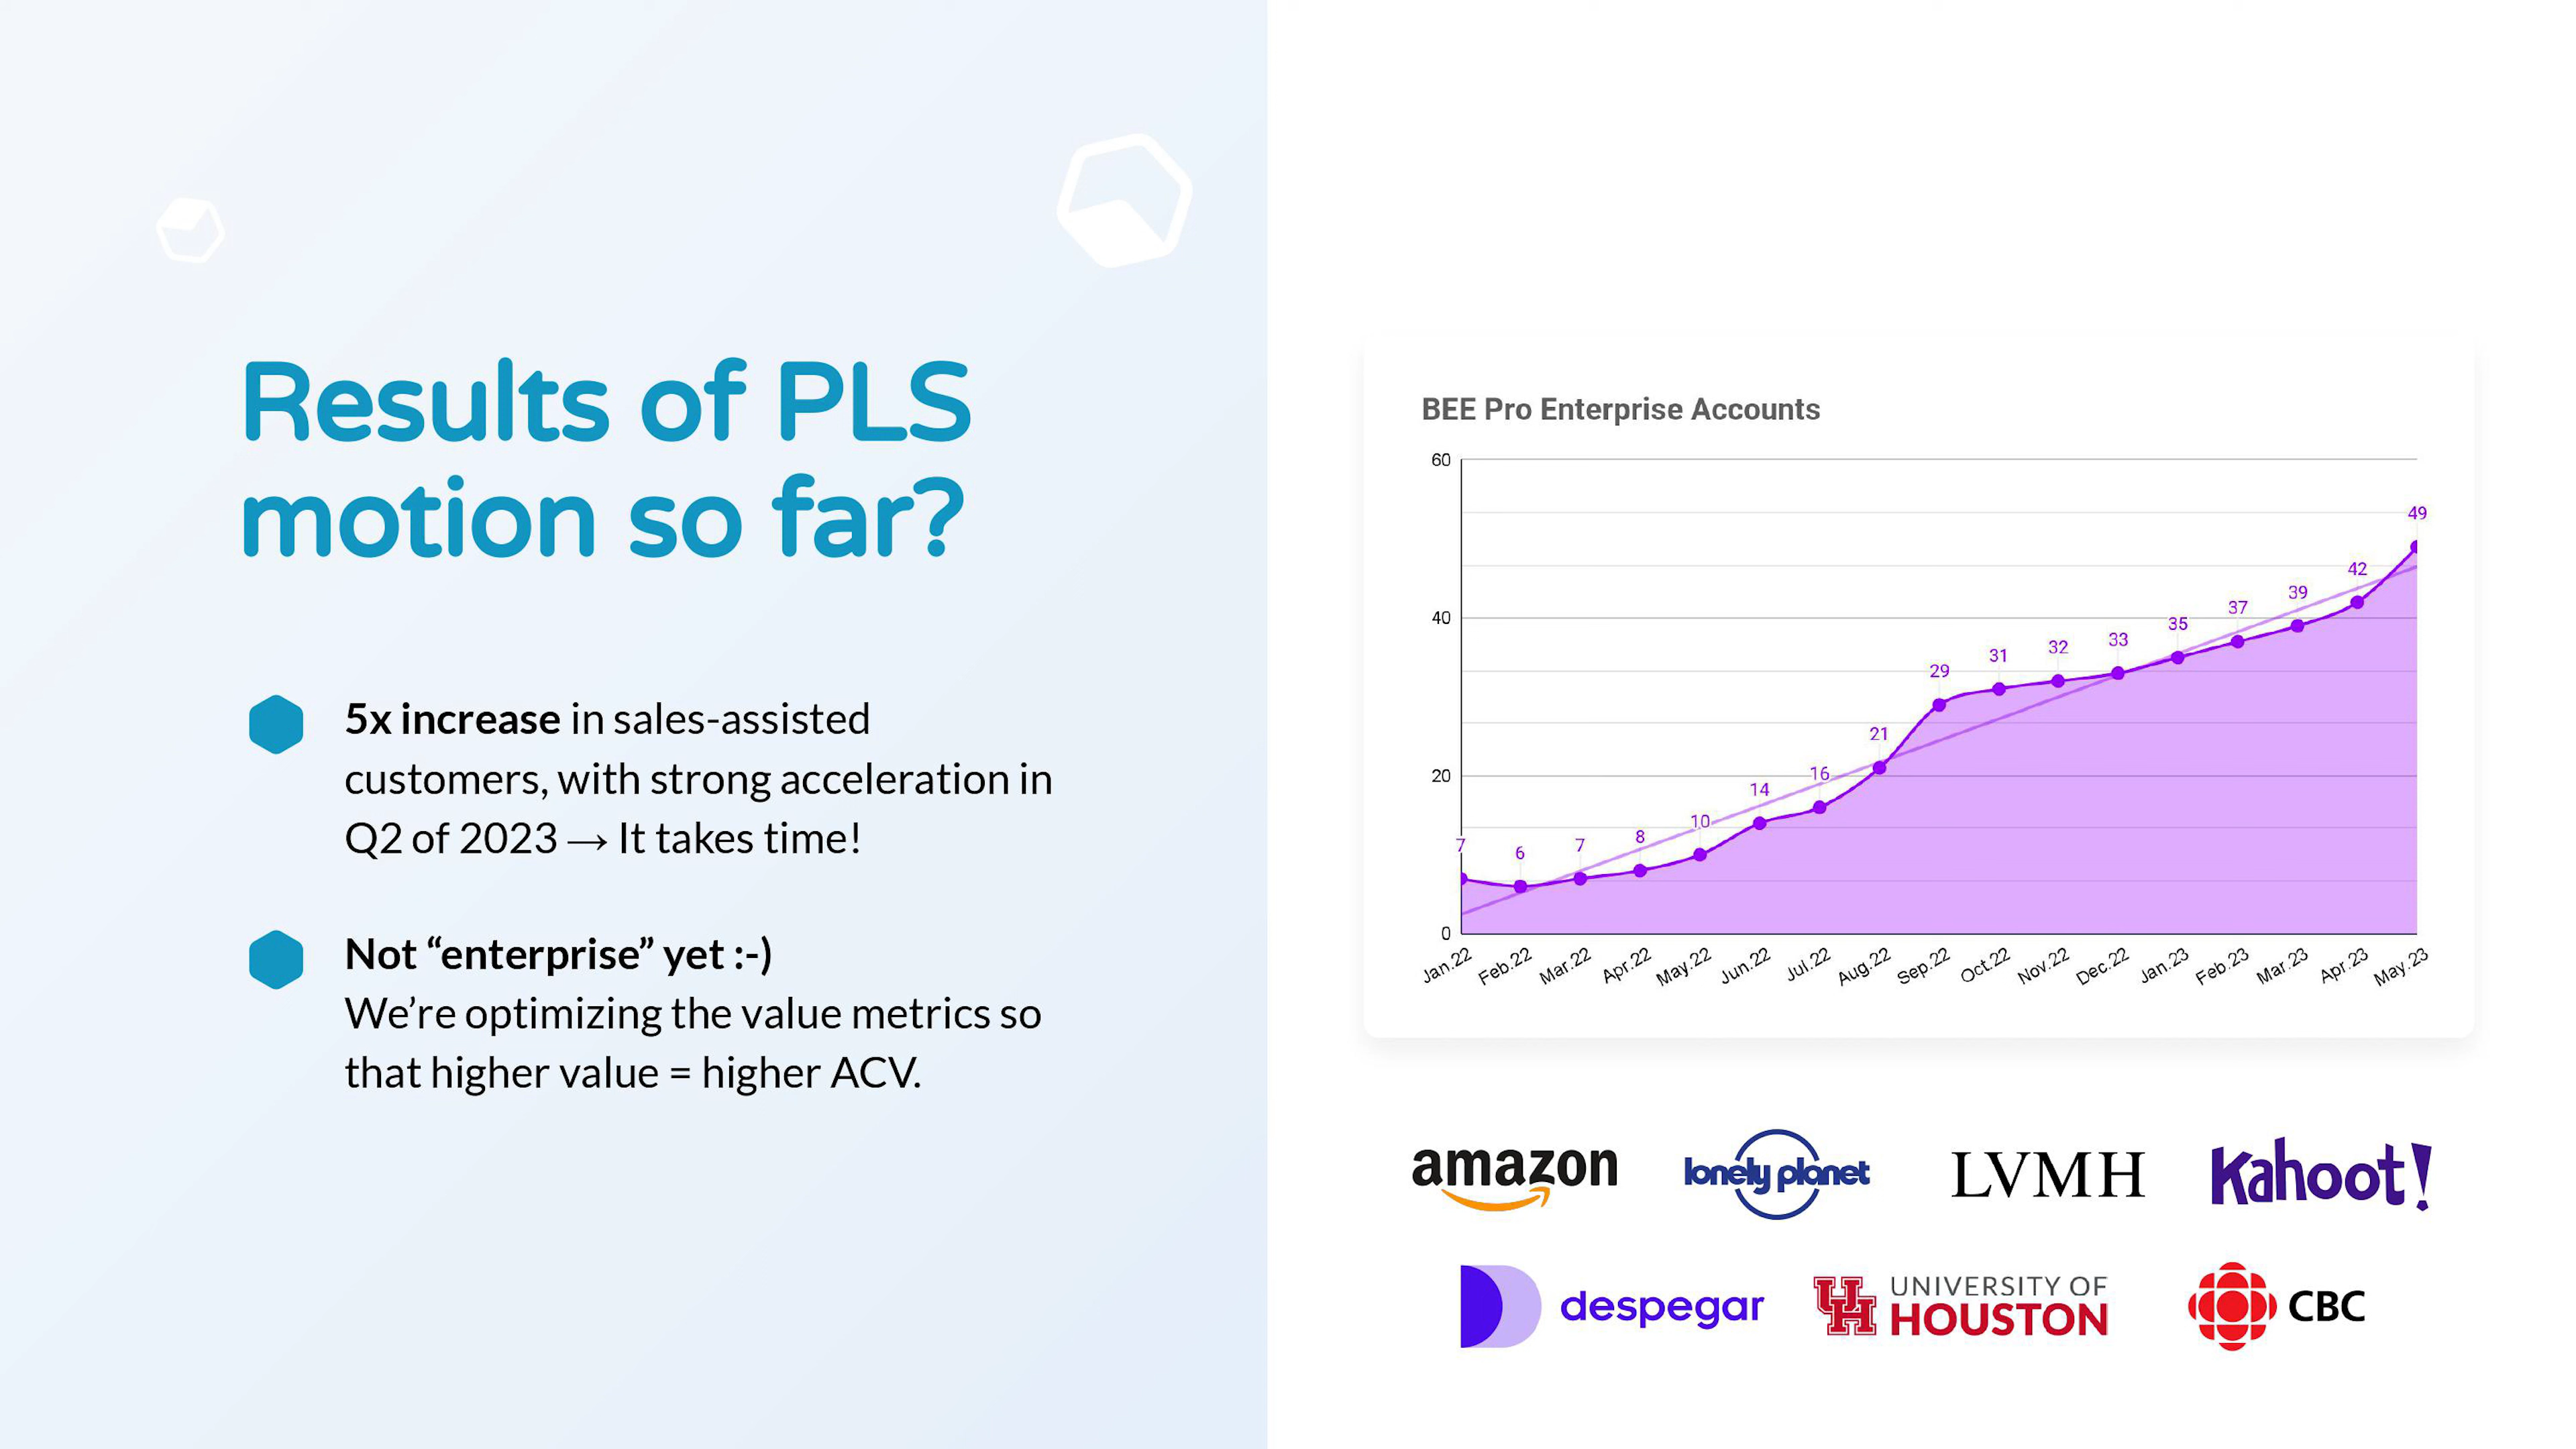 Results of PLS
motion so far?
5x increase in sales-assisted
customers, with strong acceleration in
Q2 of 2023 → It takes time!
Not “enterprise” yet :-)
We’re optimizing the value metrics so
that higher value = higher ACV.
BEE Pro Enterprise Accounts
60
40
20
0
7 6 7 8 10 14 16 21 29 31 32 33 35 37 39 42 49
Jan.22 Feb.22 Mar.22 Apr.22 May.22 Jun.22 Jul.22 Aug.22 Sep.22 Oct.22 Nov.22 Dec.22 Jan.23 Feb.23 Mar.23 Apr.23 May.23
amazon lonely planet LVMH Kahoot!
despegar UH UNIVERSITY OF
HOUSTON CBC